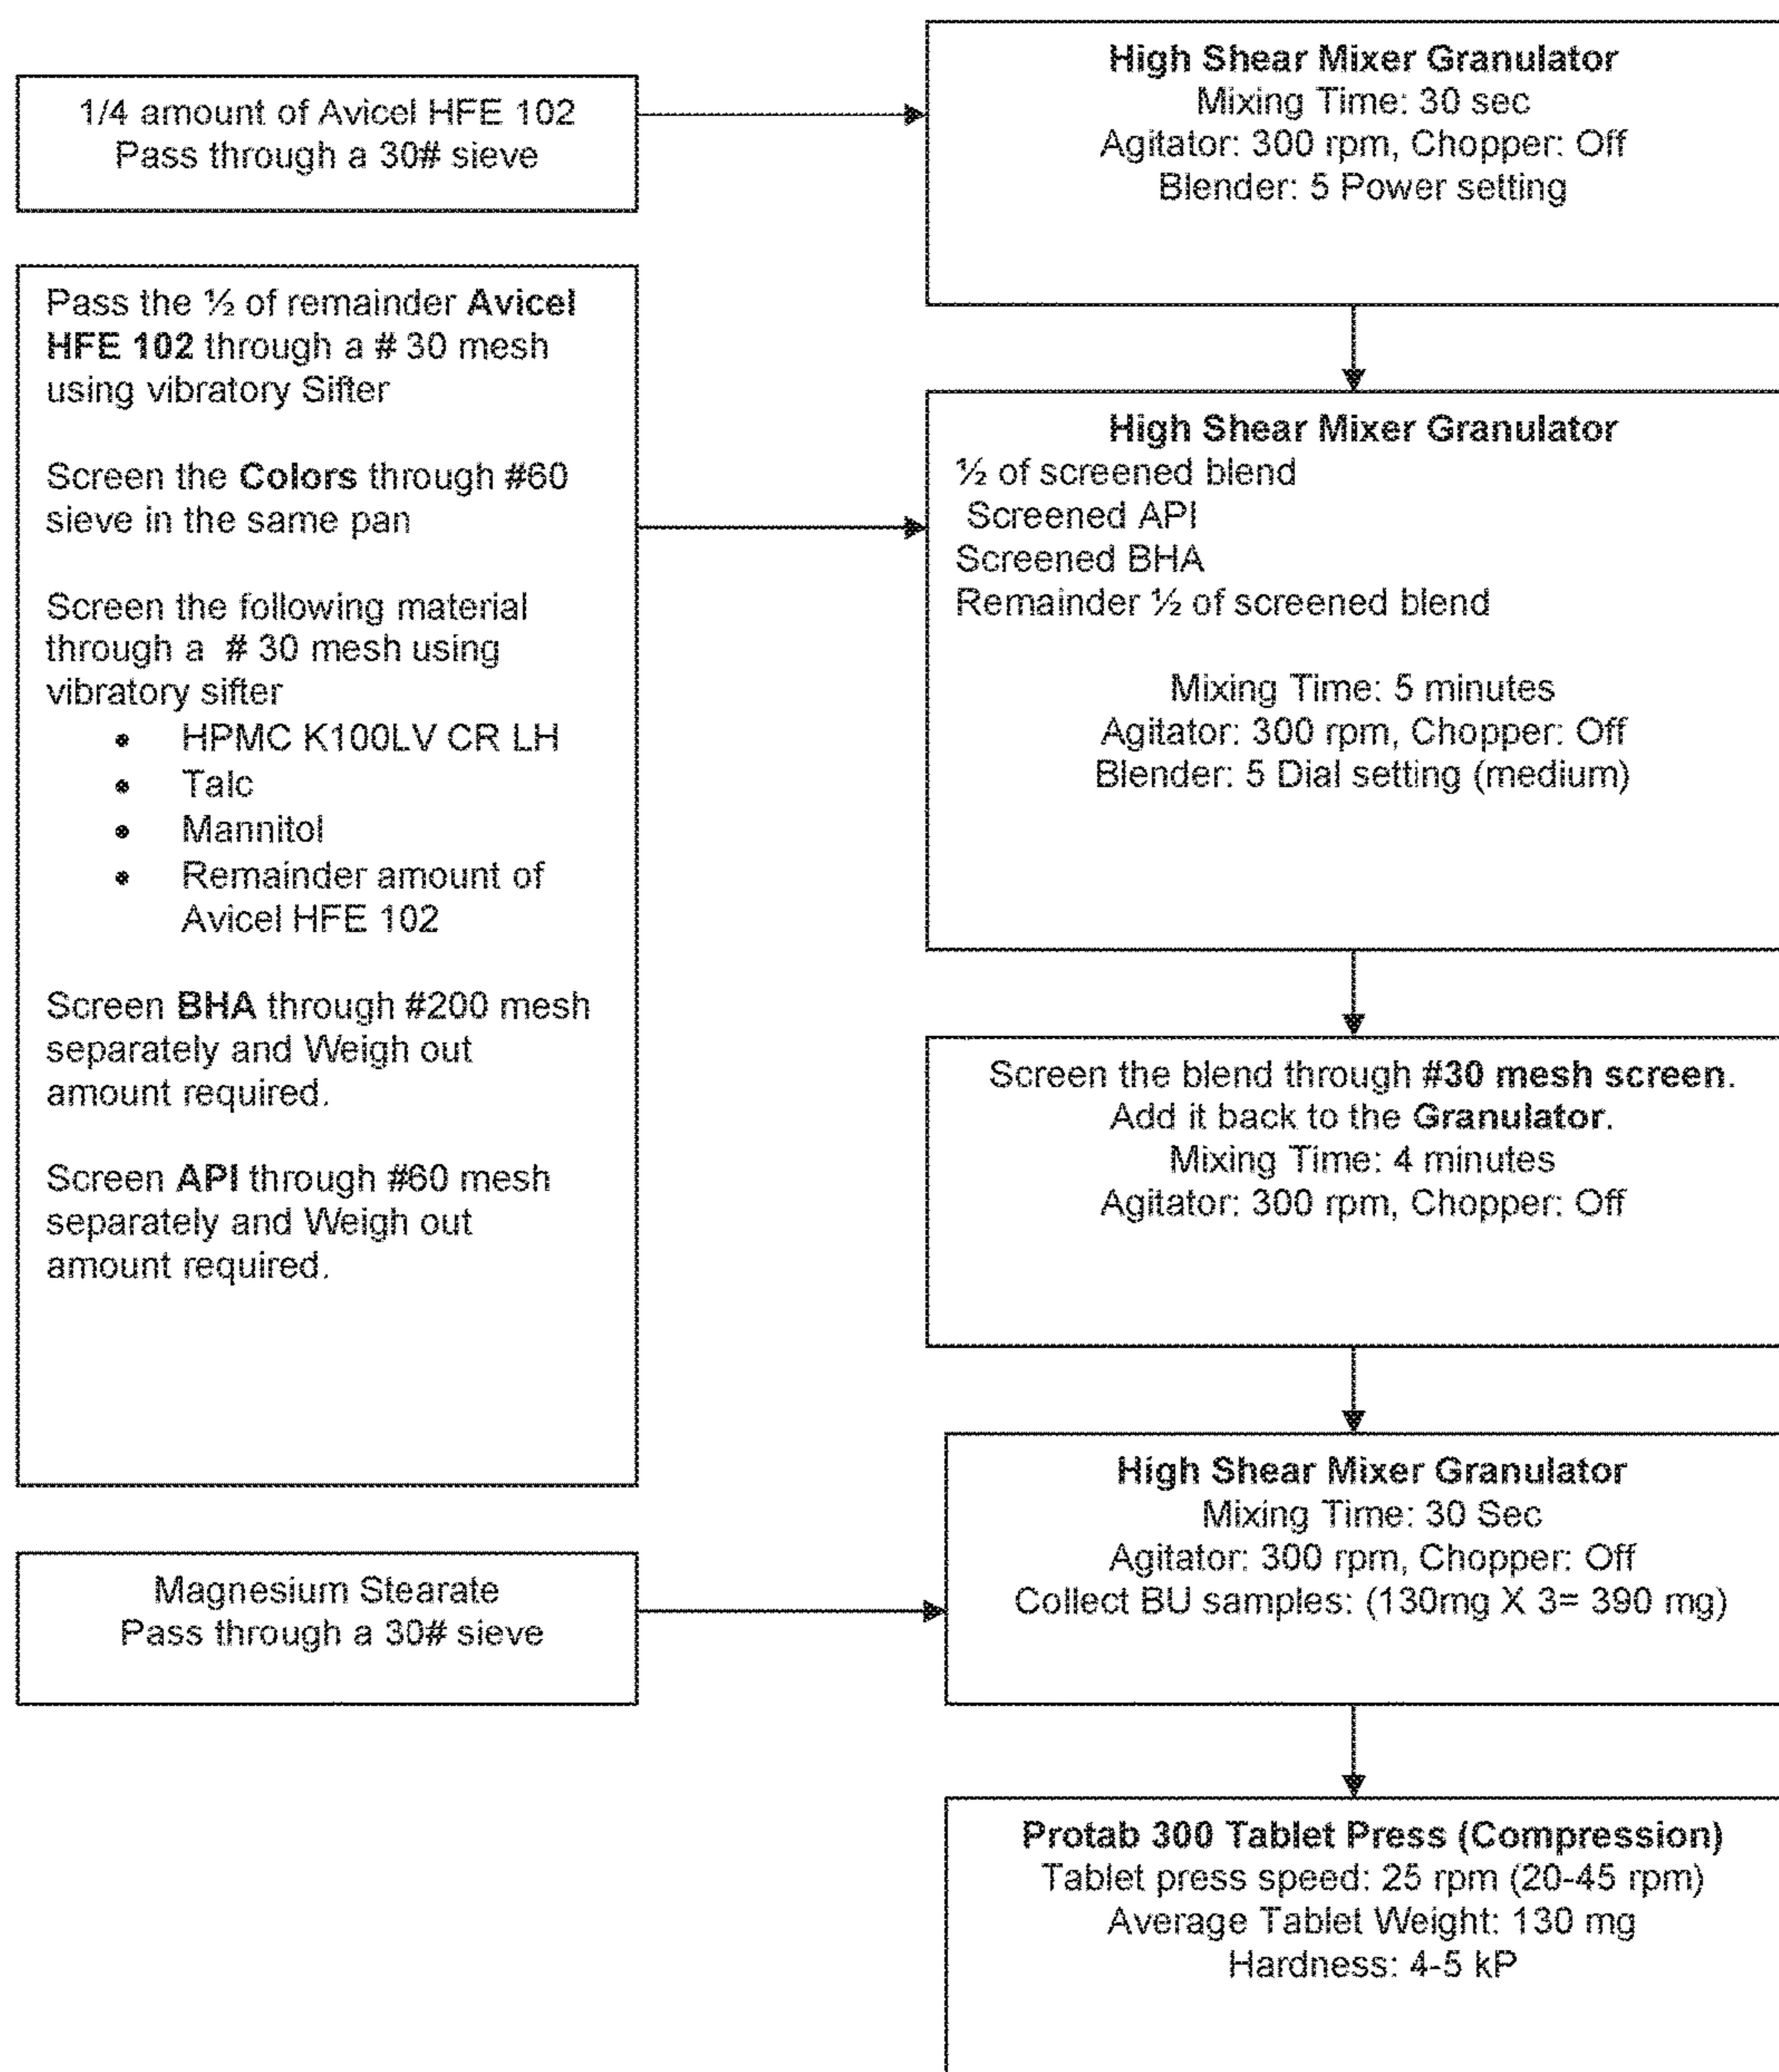 1/4 amount of Avicel HFE 102
Pass through a 30# sieve
High Shear Mixer Granulator
Mixing Time: 30 sec
Agitator: 300 rpm, Chopper: Off
Blender: 5 Power setting
Pass the ½ of remainder Avicel
HFE 102 through a # 30 mesh
using vibratory Sifter
Screen the Colors through #60
sieve in the same pan
Screen the following material
through a # 30 mesh using
vibratory sifter
• HPMC K100LV CR LH
• Talc
• Mannitol
• Remainder amount of
Avicel HFE 102
Screen BHA through #200 mesh
separately and Weigh out
amount required.
Screen API through #60 mesh
separately and Weigh out
amount required.
High Shear Mixer Granulator
½ of screened blend
Screened API
Screened BHA
Remainder ½ of screened blend
Mixing Time: 5 minutes
Agitator: 300 rpm, Chopper: Off
Blender: 5 Dial setting (medium)
Screen the blend through #30 mesh screen.
Add it back to the Granulator.
Mixing Time: 4 minutes
Agitator: 300 rpm, Chopper: Off
Magnesium Stearate
Pass through a 30# sieve
High Shear Mixer Granulator
Mixing Time: 30 Sec
Agitator: 300 rpm, Chopper: Off
Collect BU samples: (130mg X 3= 390 mg)
Protab 300 Tablet Press (Compression)
Tablet press speed: 25 rpm (20-45 rpm)
Average Tablet Weight: 130 mg
Hardness: 4-5 kP